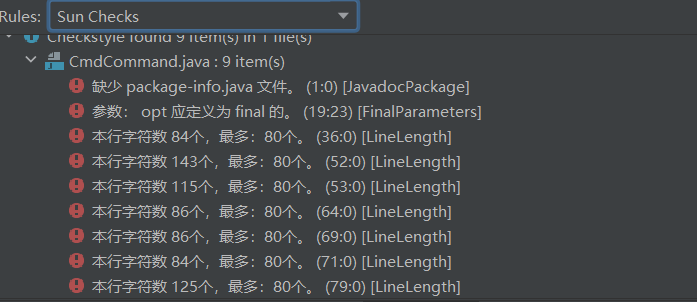 Rules: Sun Checks
Checkstyle found 9 item(s) in 1 file(s)
CmdCommand.java : 9 item(s)
缺少 package-info.java 文件。 (1:0) [JavadocPackage]
参数： opt 应定义为 final 的。 (19:23) [FinalParameters]
本行字符数 84个，最多：80个。 (36:0) [LineLength]
本行字符数 143个，最多：80个。 (52:0) [LineLength]
本行字符数 115个，最多：80个。 (53:0) [LineLength]
本行字符数 86个，最多：80个。 (64:0) [LineLength]
本行字符数 86个，最多：80个。 (69:0) [LineLength]
本行字符数 84个，最多：80个。 (71:0) [LineLength]
本行字符数 125个，最多：80个。 (79:0) [LineLength]